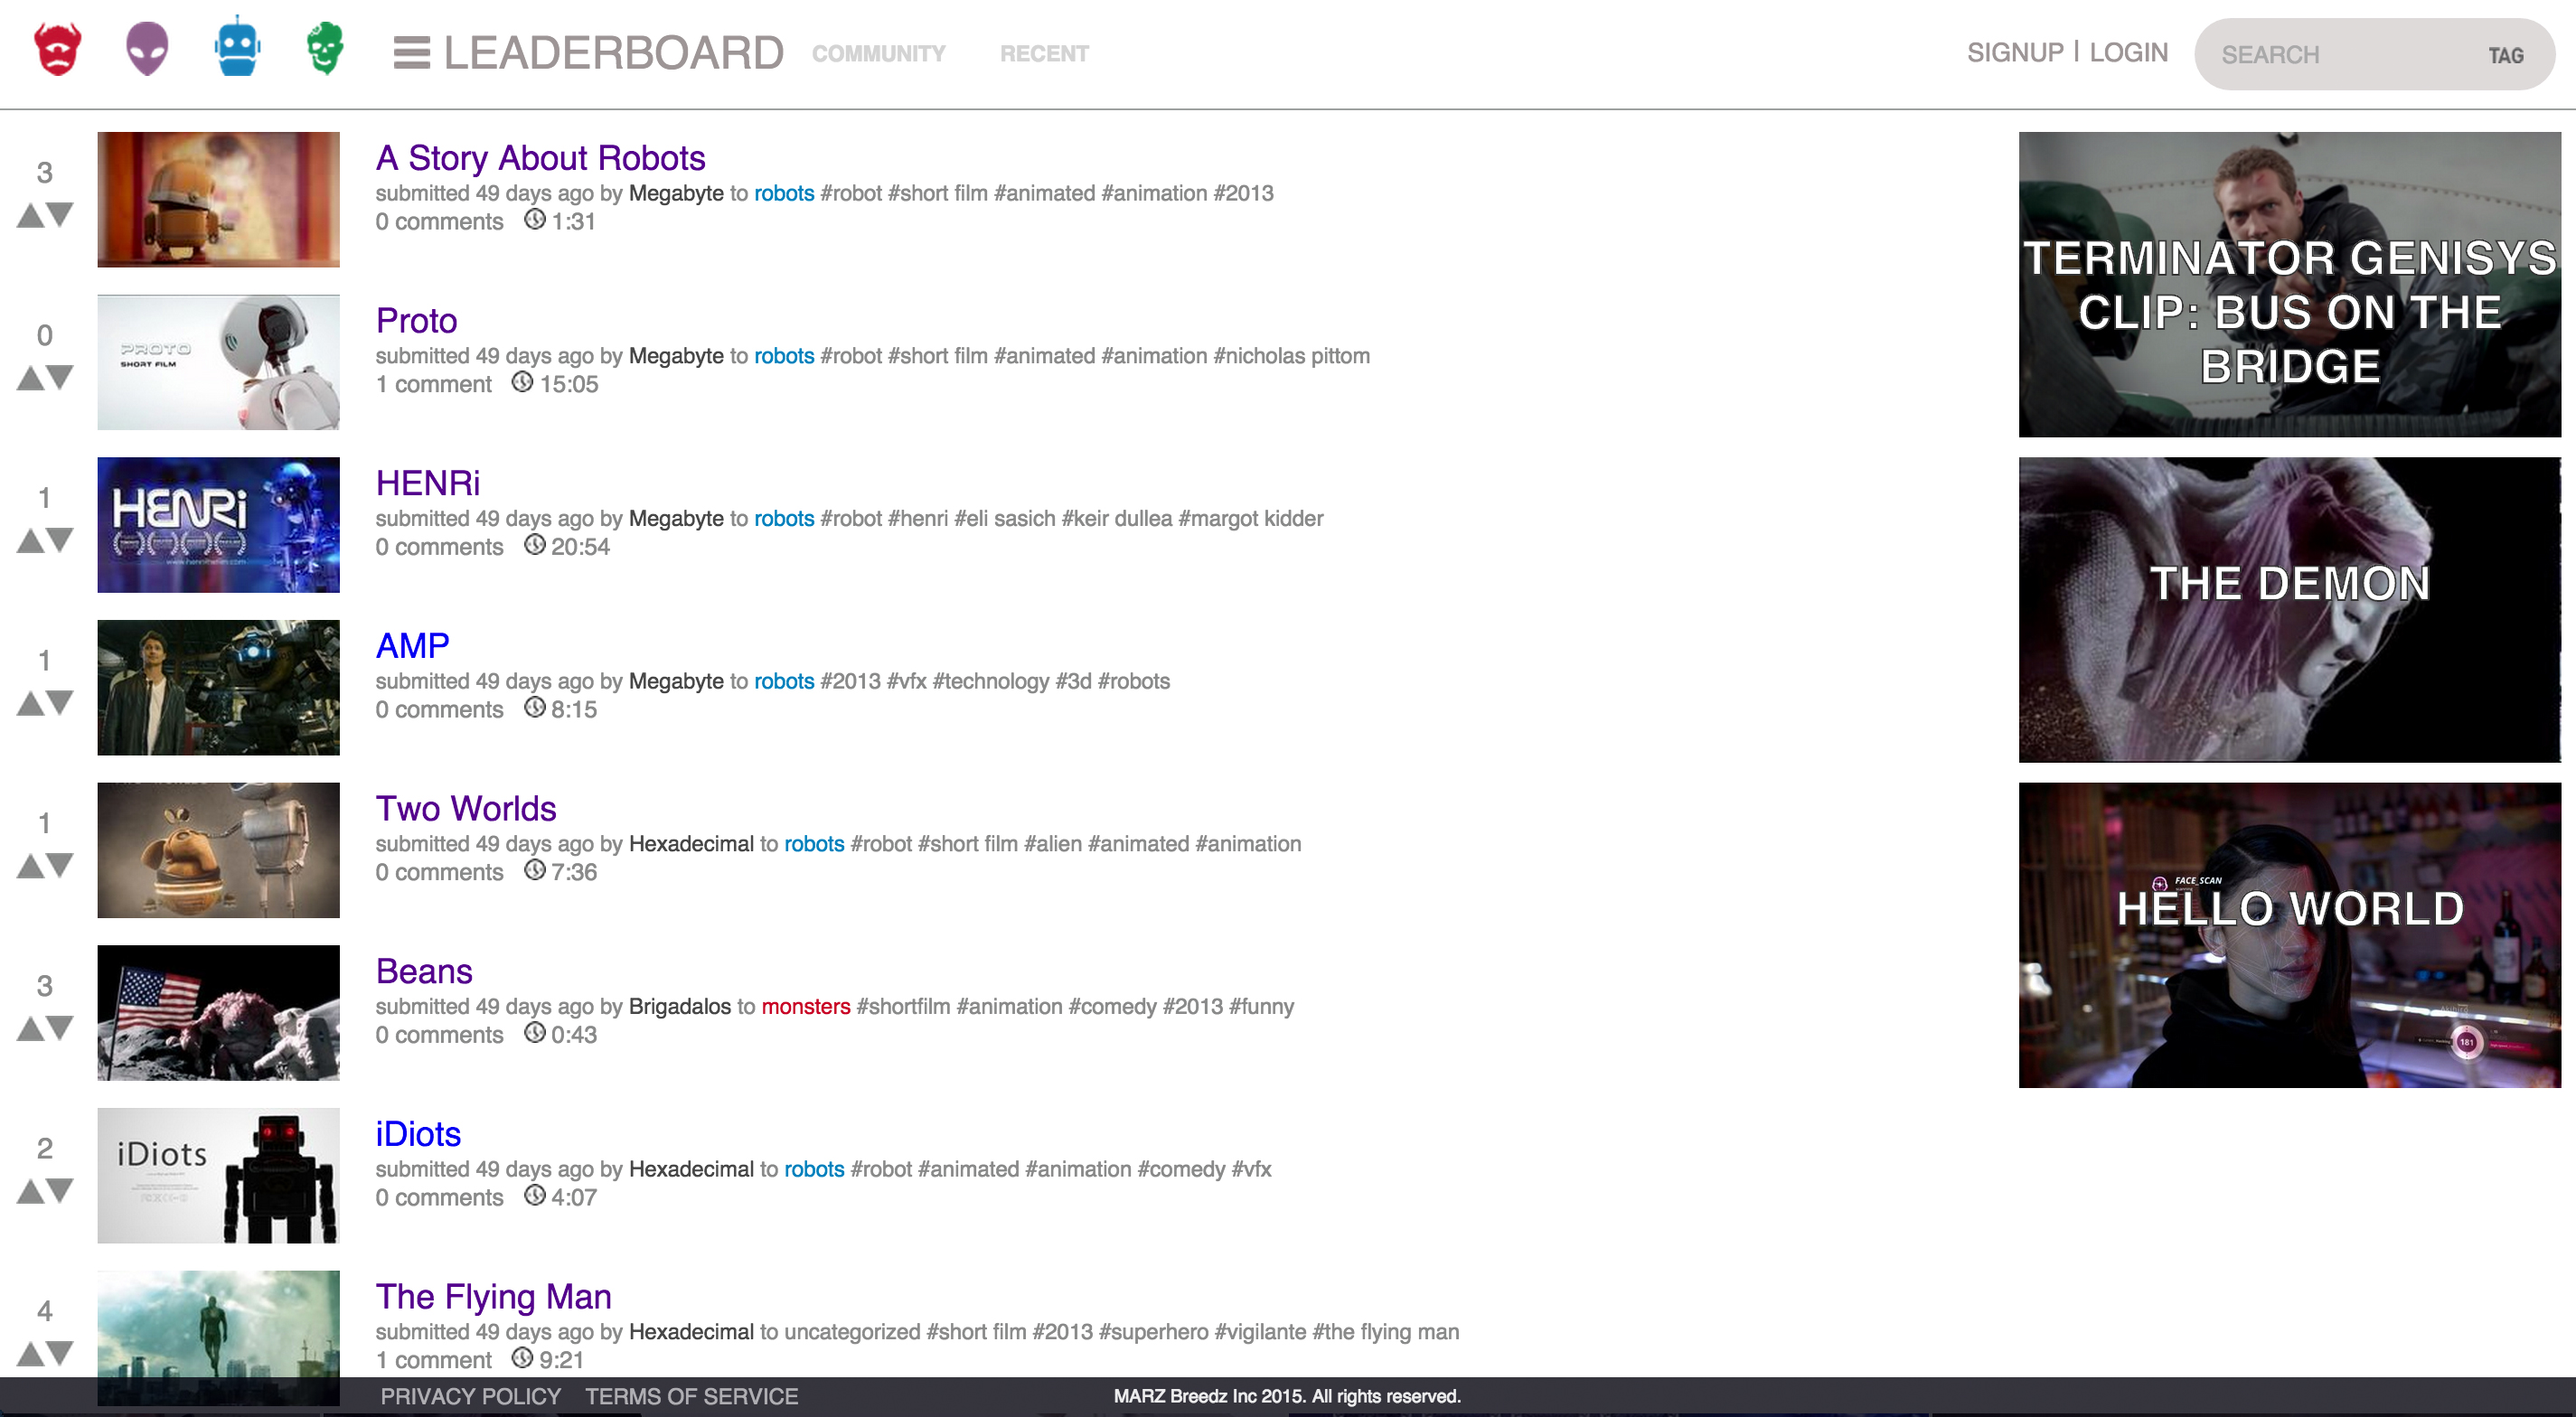 LEADERBOARD COMMUNITY RECENT SIGNUP | LOGIN SEARCH TAG
3
A Story About Robots
submitted 49 days ago by Megabyte to robots #robot #short film #animated #animation #2013
0 comments 1:31
0
PROTO
SHORT FILM
Proto
submitted 49 days ago by Megabyte to robots #robot #short film #animated #animation #nicholas pittom
1 comment 15:05
1
HENRi
www.henrithefilm.com
HENRi
submitted 49 days ago by Megabyte to robots #robot #henri #eli sasich #keir dullea #margot kidder
0 comments 20:54
1
AMP
submitted 49 days ago by Megabyte to robots #2013 #vfx #technology #3d #robots
0 comments 8:15
1
Two Worlds
submitted 49 days ago by Hexadecimal to robots #robot #short film #alien #animated #animation
0 comments 7:36
3
Beans
submitted 49 days ago by Brigadalos to monsters #shortfilm #animation #comedy #2013 #funny
0 comments 0:43
2
iDiots
iDiots
submitted 49 days ago by Hexadecimal to robots #robot #animated #animation #comedy #vfx
0 comments 4:07
4
The Flying Man
submitted 49 days ago by Hexadecimal to uncategorized #short film #2013 #superhero #vigilante #the flying man
1 comment 9:21
TERMINATOR GENISYS
CLIP: BUS ON THE
BRIDGE
THE DEMON
FACE_SCAN
HELLO WORLD
181
PRIVACY POLICY TERMS OF SERVICE MARZ Breedz Inc 2015. All rights reserved.